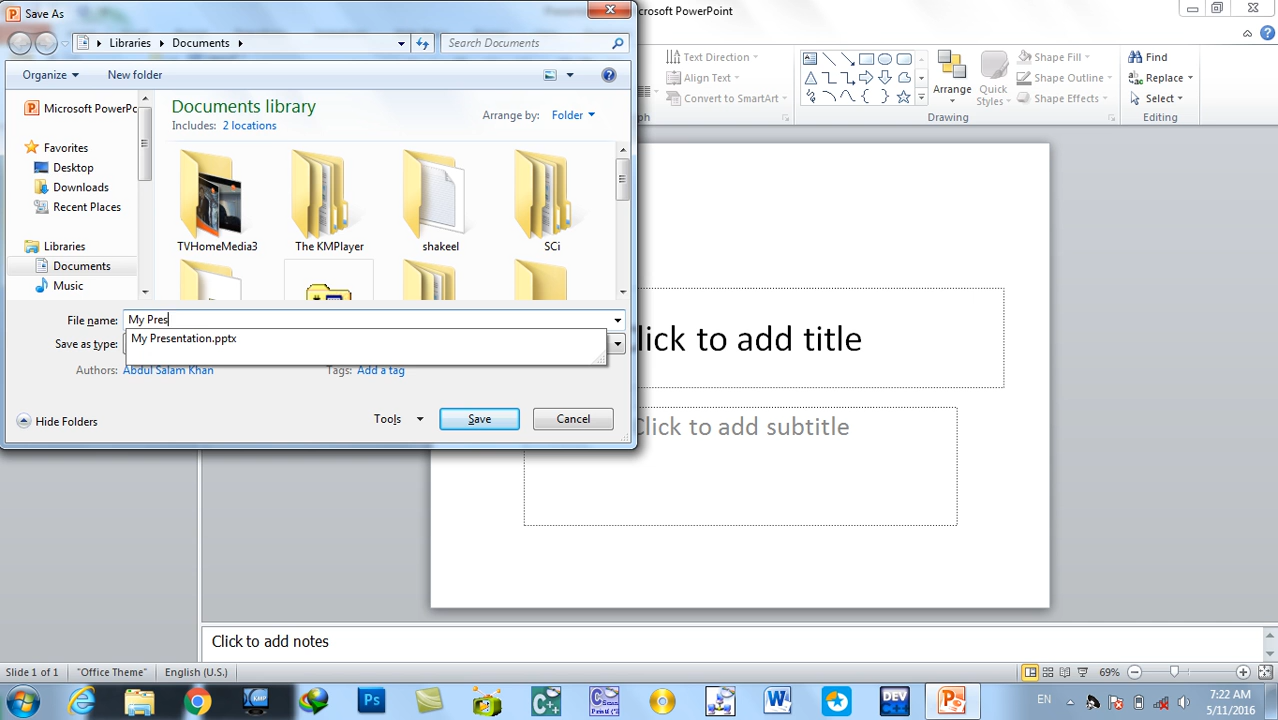 Save As
icrosoft PowerPoint
Libraries
Documents
Search Documents
Organize
New folder
Microsoft PowerPo
Favorites
Desktop
Downloads
Recent Places
Libraries
Documents
Music
Documents library
Includes: 2 locations
Arrange by: Folder
TVHomeMedia3
The KMPlayer
shakeel
SCi
File name: My Pres
My Presentation.pptx
Save as type:
Authors: Abdul Salam Khan
Tags: Add a tag
Hide Folders
Tools
Save
Cancel
Text Direction
Align Text
Convert to SmartArt
ph
Arrange
Quick
Styles
Shape Fill
Shape Outline
Shape Effects
Drawing
Find
Replace
Select
Editing
lick to add title
Click to add subtitle
Click to add notes
Slide 1 of 1
"Office Theme"
English (U.S.)
69%
Ps
C++
W
DEV
EN
7:22 AM
5/11/2016